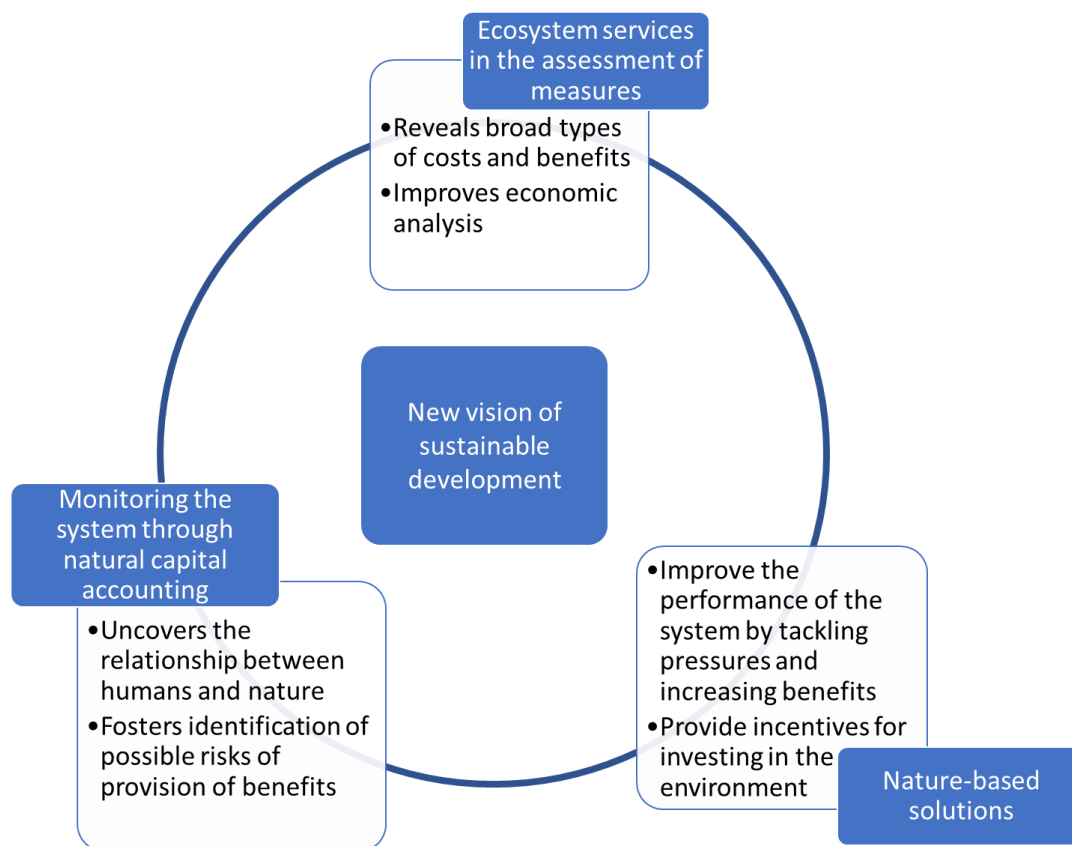 Ecosystem services
in the assessment of
measures
•Reveals broad types
of costs and benefits
•Improves economic
analysis
New vision of
sustainable
development
Monitoring the
system through
natural capital
accounting
•Uncovers the
relationship between
humans and nature
•Fosters identification of
possible risks of
provision of benefits
•Improve the
performance of the
system by tackling
pressures and
increasing benefits
•Provide incentives for
investing in the
environment
Nature-based
solutions